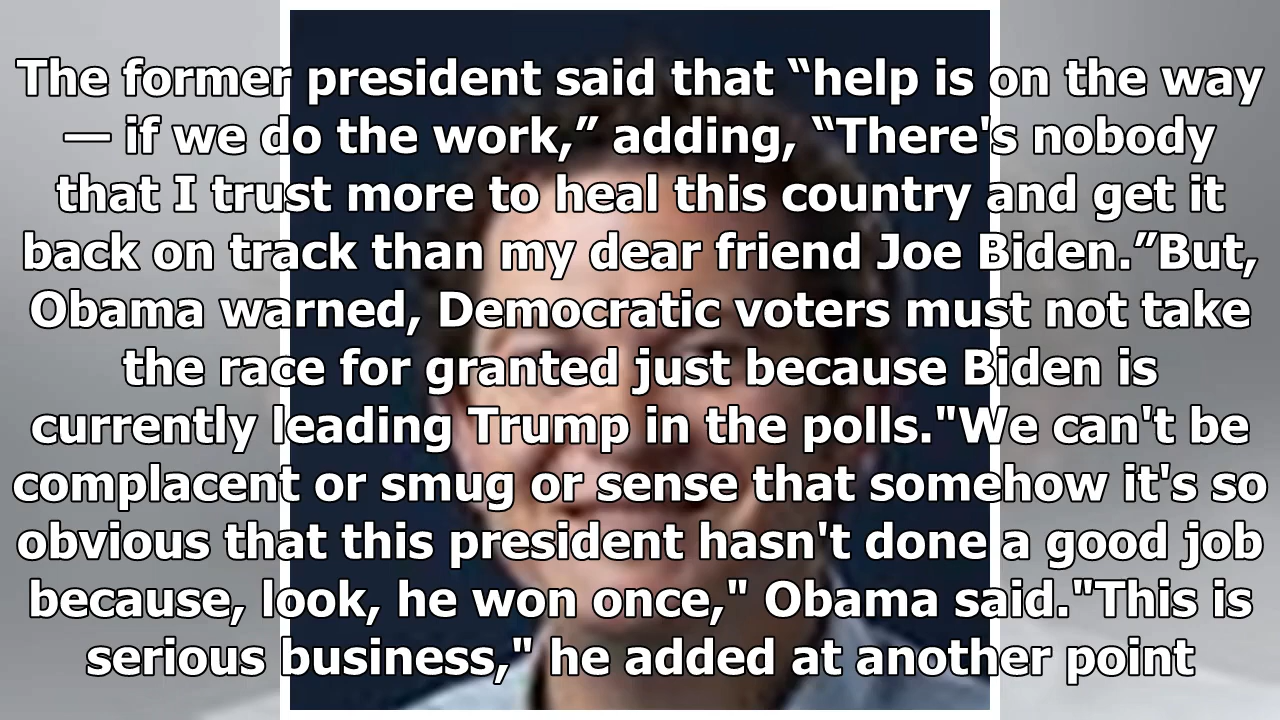 The former president said that “help is on the way
— if we do the work,” adding, “There's nobody
that I trust more to heal this country and get it
back on track than my dear friend Joe Biden.”But,
Obama warned, Democratic voters must not take
the race for granted just because Biden is
currently leading Trump in the polls."We can't be
complacent or smug or sense that somehow it's so
obvious that this president hasn't done a good job
because, look, he won once," Obama said."This is
serious business," he added at another point